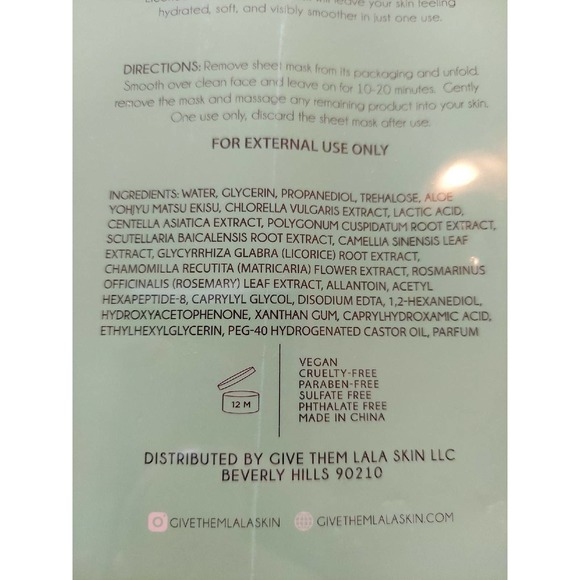 will leave your skin feeling
hydrated, soft, and visibly smoother in just one use.
DIRECTIONS: Remove sheet mask from its packaging and unfold.
Smooth over clean face and leave on for 10-20 minutes. Gently
remove the mask and massage any remaining product into your skin.
One use only, discard the sheet mask after use.
FOR EXTERNAL USE ONLY
INGREDIENTS: WATER, GLYCERIN, PROPANEDIOL, TREHALOSE, ALOE
YOHJYU MATSU EKISU, CHLORELLA VULGARIS EXTRACT, LACTIC ACID,
CENTELLA ASIATICA EXTRACT, POLYGONUM CUSPIDATUM ROOT EXTRACT,
SCUTELLARIA BAICALENSIS ROOT EXTRACT, CAMELLIA SINENSIS LEAF
EXTRACT, GLYCYRRHIZA GLABRA (LICORICE) ROOT EXTRACT,
CHAMOMILLA RECUTITA (MATRICARIA) FLOWER EXTRACT, ROSMARINUS
OFFICINALIS (ROSEMARY) LEAF EXTRACT, ALLANTOIN, ACETYL
HEXAPEPTIDE-8, CAPRYLYL GLYCOL, DISODIUM EDTA, 1,2-HEXANEDIOL,
HYDROXYACETOPHENONE, XANTHAN GUM, CAPRYLHYDROXAMIC ACID,
ETHYLHEXYLGLYCERIN, PEG-40 HYDROGENATED CASTOR OIL, PARFUM
12 M
VEGAN
CRUELTY-FREE
PARABEN-FREE
SULFATE FREE
PHTHALATE FREE
MADE IN CHINA
DISTRIBUTED BY GIVE THEM LALA SKIN LLC
BEVERLY HILLS 90210
GIVETHEMLALASKIN
GIVETHEMLALASKIN.COM